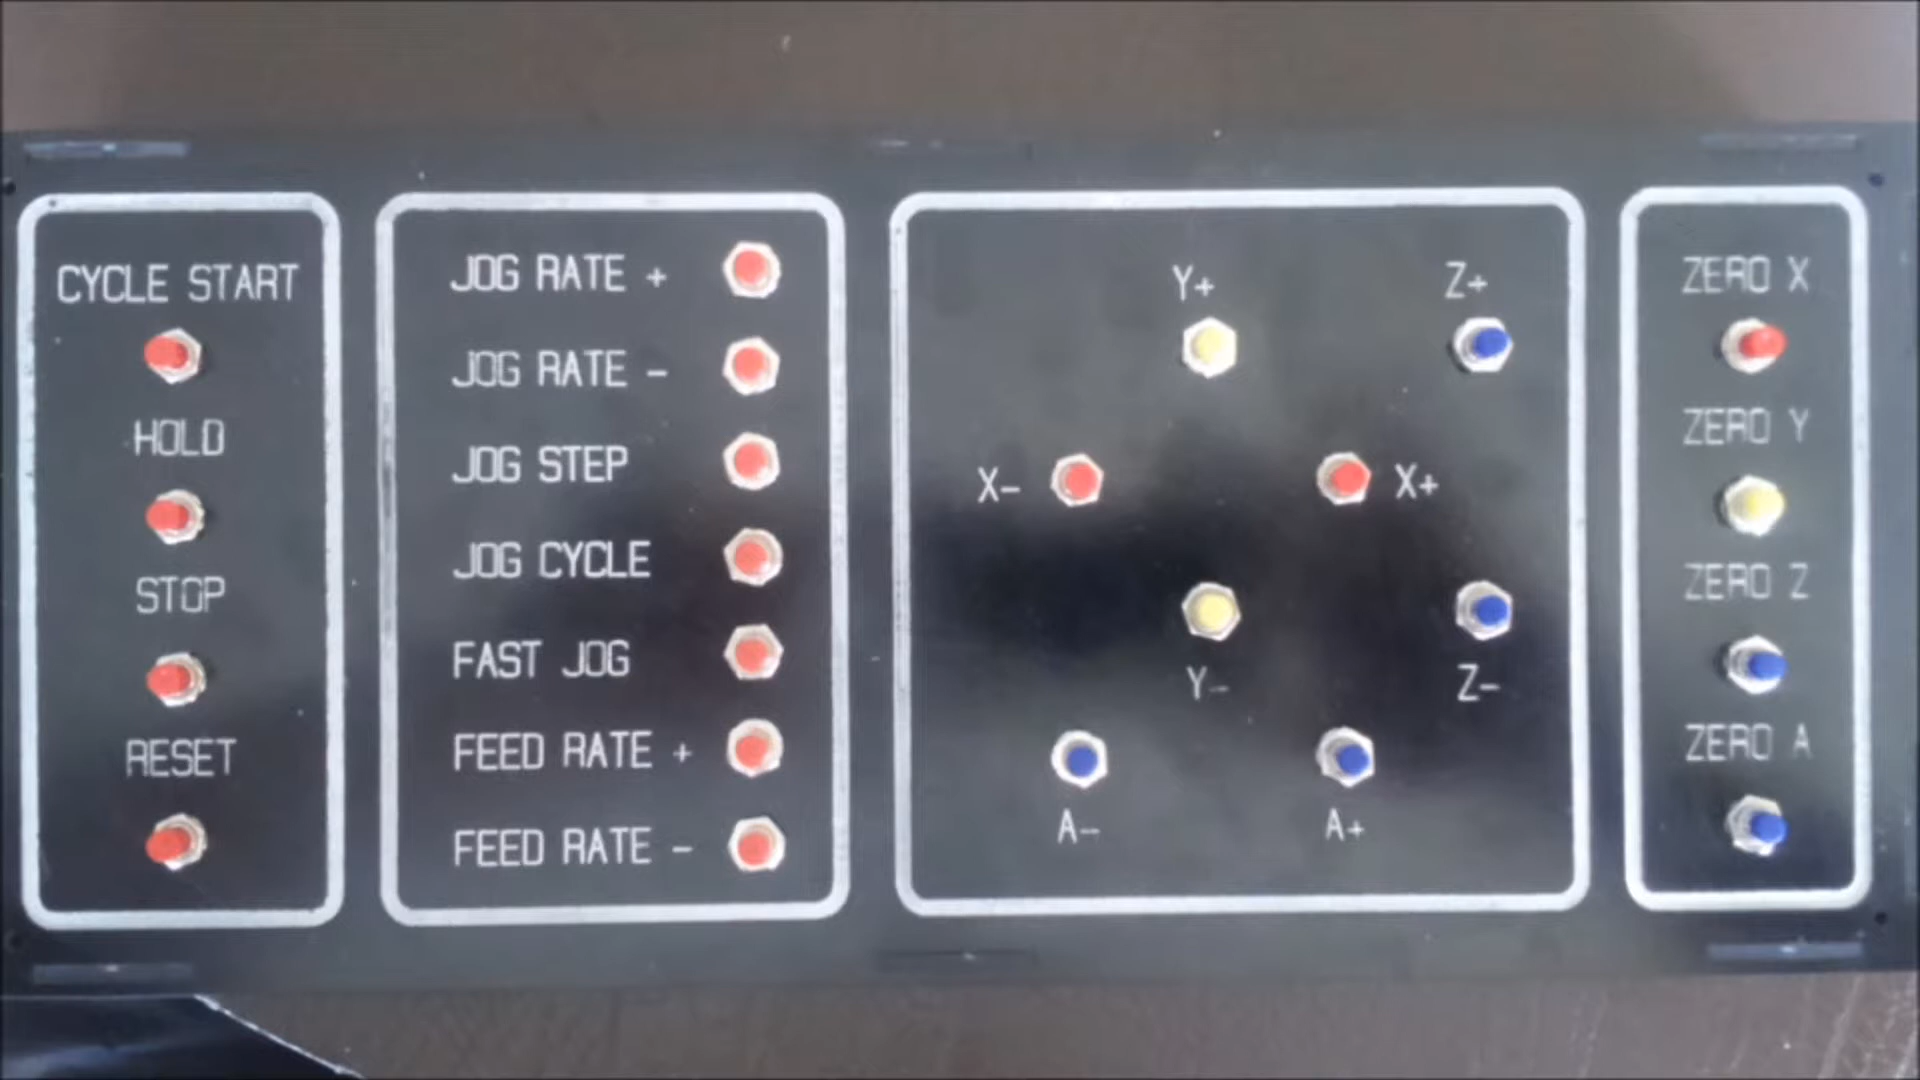 CYCLE START
HOLD
STOP
RESET
JOG RATE +
JOG RATE -
JOG STEP
JOG CYCLE
FAST JOG
FEED RATE +
FEED RATE -
Y+
Z+
X-
X+
Y-
Z-
A-
A+
ZERO X
ZERO Y
ZERO Z
ZERO A